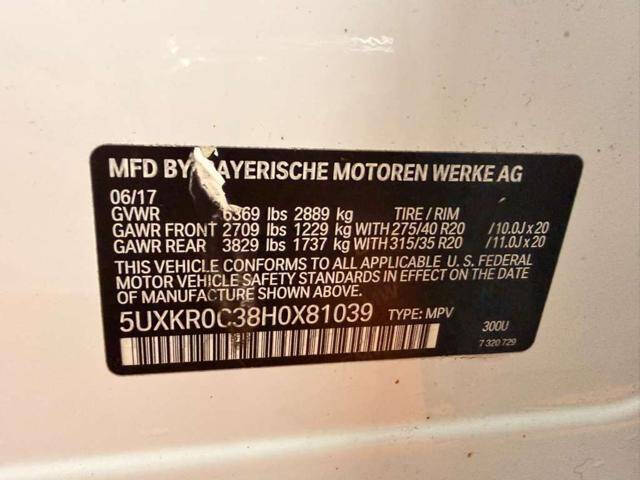 MFD BY BAYERISCHE MOTOREN WERKE AG
06/17
GVWR 6369 lbs 2889 kg TIRE / RIM
GAWR FRONT 2709 lbs 1229 kg WITH 275/40 R20 /10.0J x 20
GAWR REAR 3829 lbs 1737 kg WITH 315/35 R20 /11.0J x 20
THIS VEHICLE CONFORMS TO ALL APPLICABLE U. S. FEDERAL
MOTOR VEHICLE SAFETY STANDARDS IN EFFECT ON THE DATE
OF MANUFACTURE SHOWN ABOVE.
5UXKR0C38H0X81039 TYPE: MPV 300U
7 320 729